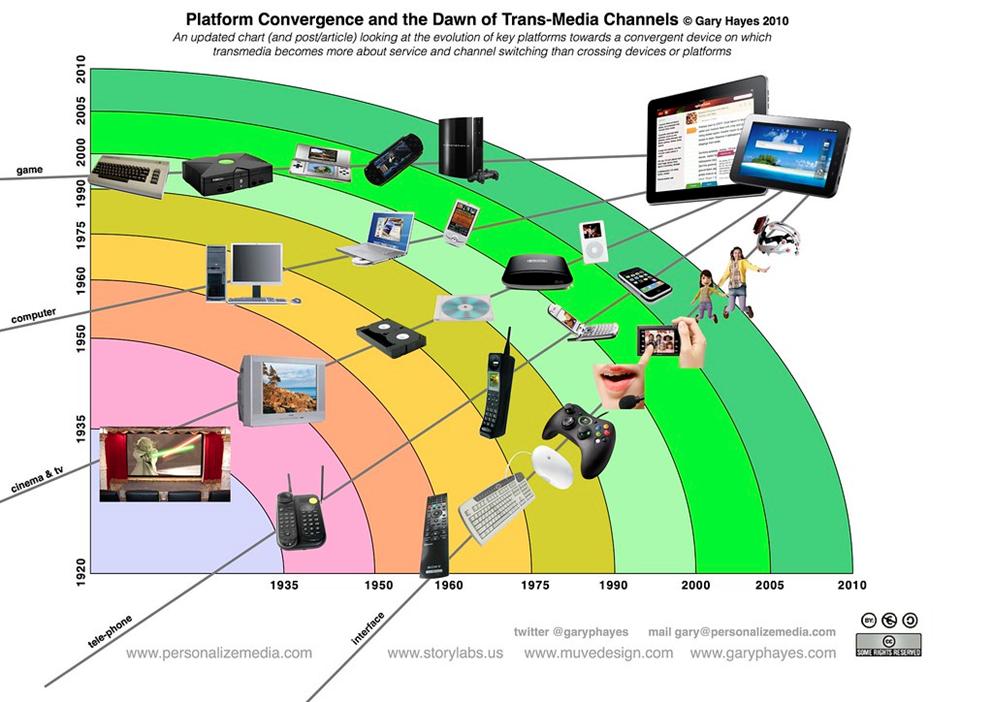 Platform Convergence and the Dawn of Trans-Media Channels © Gary Hayes 2010
An updated chart (and post/article) looking at the evolution of key platforms towards a convergent device on which
transmedia becomes more about service and channel switching than crossing devices or platforms
2010
2005
2000
1990
1975
1960
1950
1935
1920
game
computer
cinema & tv
tele-phone
interface
1935 1950 1960 1975 1990 2000 2005 2010
twitter @garyphayes mail gary@personalizemedia.com
www.personalizemedia.com www.storylabs.us www.muvedesign.com www.garyphayes.com
BY:
cc
SOME RIGHTS RESERVED